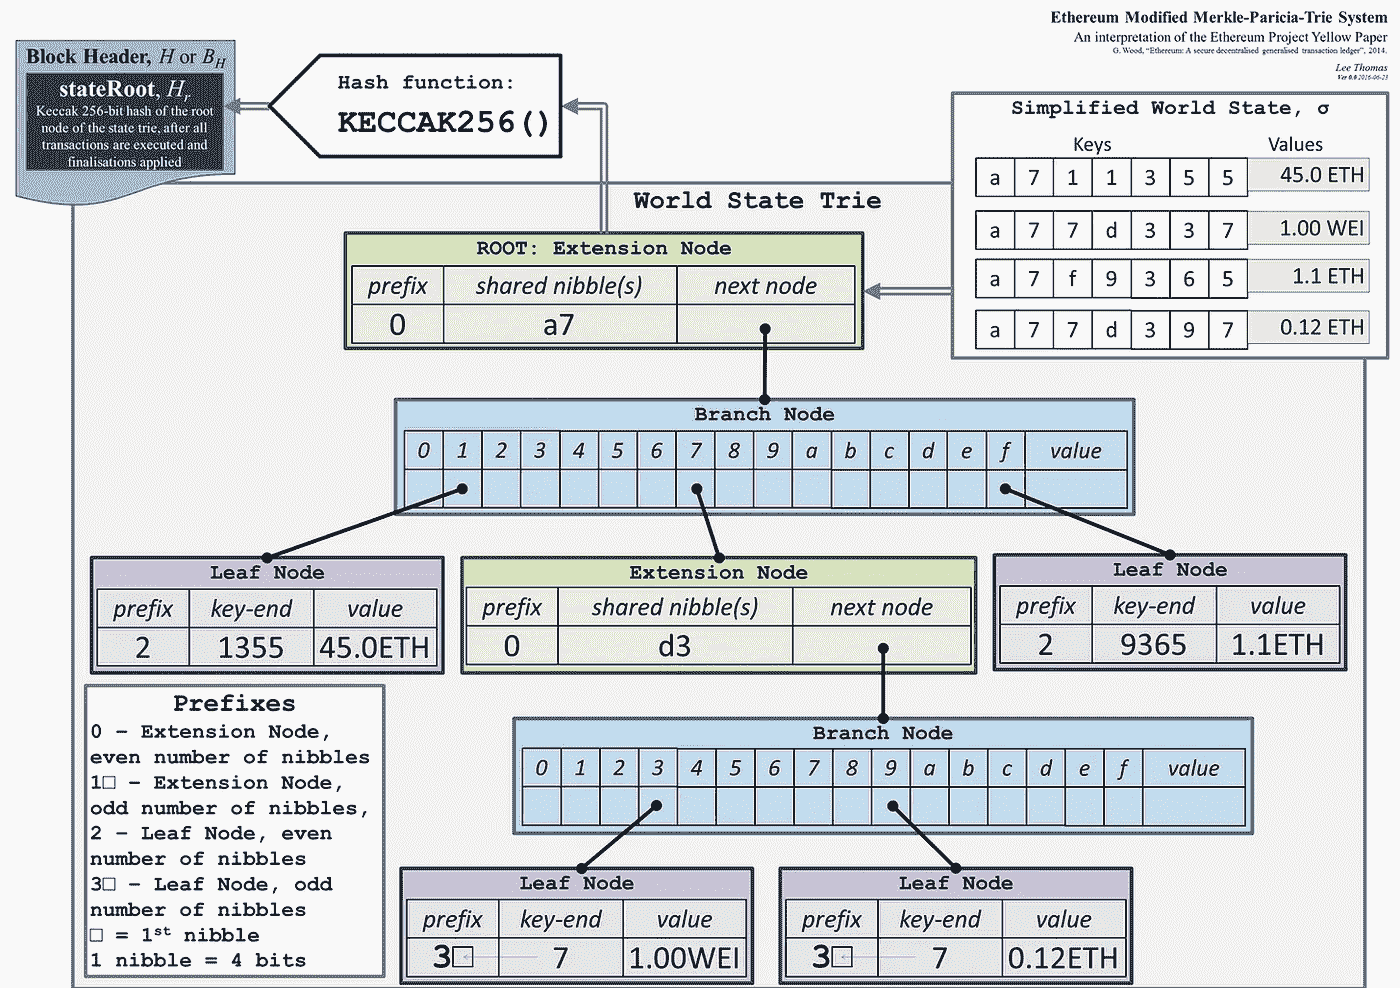 Ethereum Modified Merkle-Paricia-Trie System
An interpretation of the Ethereum Project Yellow Paper
G. Wood, "Ethereum: A secure decentralised generalised transaction ledger", 2014.
Lee Thomas
Ver 0.0 2016-06-23
Block Header, H or B_H
stateRoot, H_r
Keccak 256-bit hash of the root
node of the state trie, after all
transactions are executed and
finalisations applied
Hash function:
KECCAK256()
Simplified World State, σ
Keys Values
a 7 1 1 3 5 5 45.0 ETH
a 7 7 d 3 3 7 1.00 WEI
a 7 f 9 3 6 5 1.1 ETH
a 7 7 d 3 9 7 0.12 ETH
World State Trie
ROOT: Extension Node
prefix shared nibble(s) next node
0 a7
Branch Node
0 1 2 3 4 5 6 7 8 9 a b c d e f value
Leaf Node
prefix key-end value
2 1355 45.0ETH
Extension Node
prefix shared nibble(s) next node
0 d3
Leaf Node
prefix key-end value
2 9365 1.1ETH
Prefixes
0 – Extension Node,
even number of nibbles
1□ – Extension Node,
odd number of nibbles,
2 – Leaf Node, even
number of nibbles
3□ – Leaf Node, odd
number of nibbles
□ = 1st nibble
1 nibble = 4 bits
Branch Node
0 1 2 3 4 5 6 7 8 9 a b c d e f value
Leaf Node
prefix key-end value
3□ 7 1.00WEI
Leaf Node
prefix key-end value
3□ 7 0.12ETH